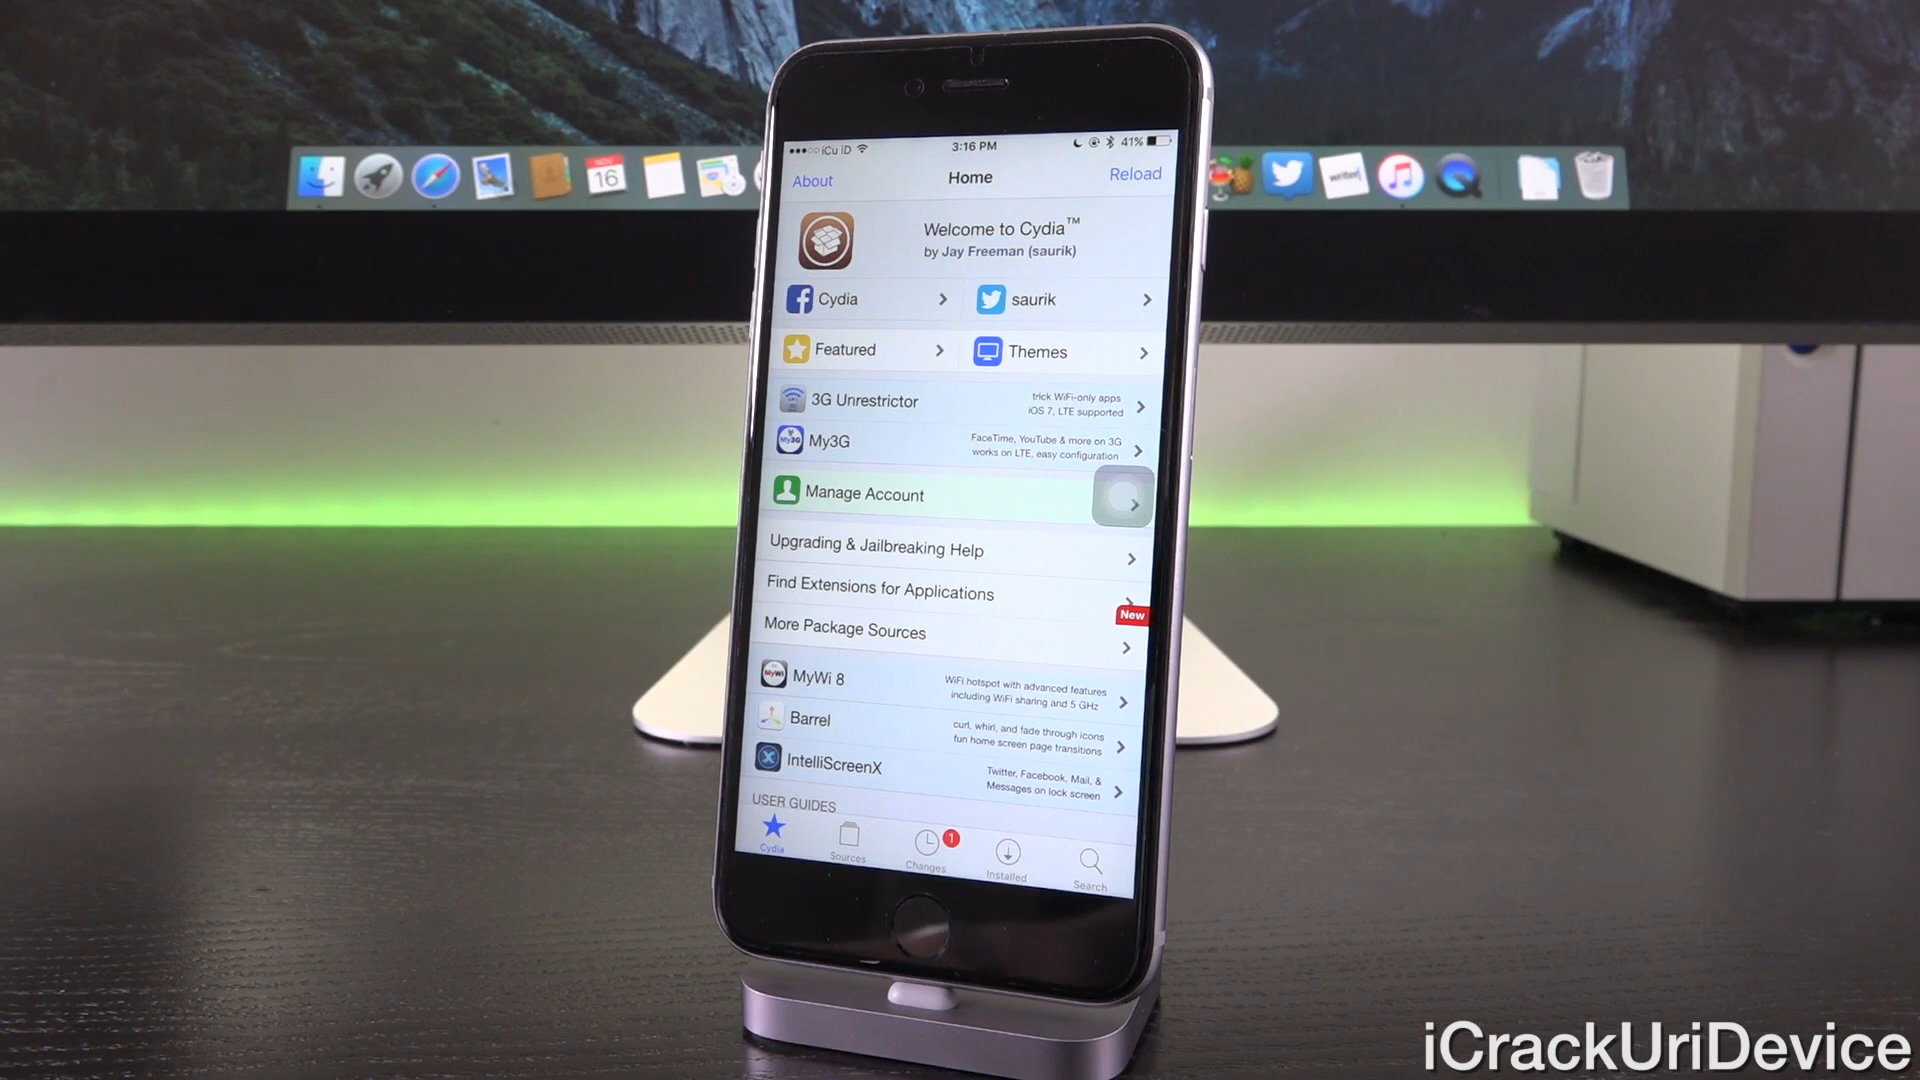 NOV
16
writer
iCu iD
3:16 PM
41%
About
Home
Reload
Welcome to Cydia™
by Jay Freeman (saurik)
Cydia
saurik
Featured
Themes
3G Unrestrictor
trick WiFi-only apps
iOS 7, LTE supported
My3G
My3G
FaceTime, YouTube & more on 3G
works on LTE, easy configuration
Manage Account
Upgrading & Jailbreaking Help
Find Extensions for Applications
New
More Package Sources
MyWi
MyWi 8
WiFi hotspot with advanced features
including WiFi sharing and 5 GHz
Barrel
curl, whirl, and fade through icons
fun home screen page transitions
IntelliScreenX
Twitter, Facebook, Mail, &
Messages on lock screen
USER GUIDES
1
Cydia
Sources
Changes
Installed
Search
iCrackUriDevice